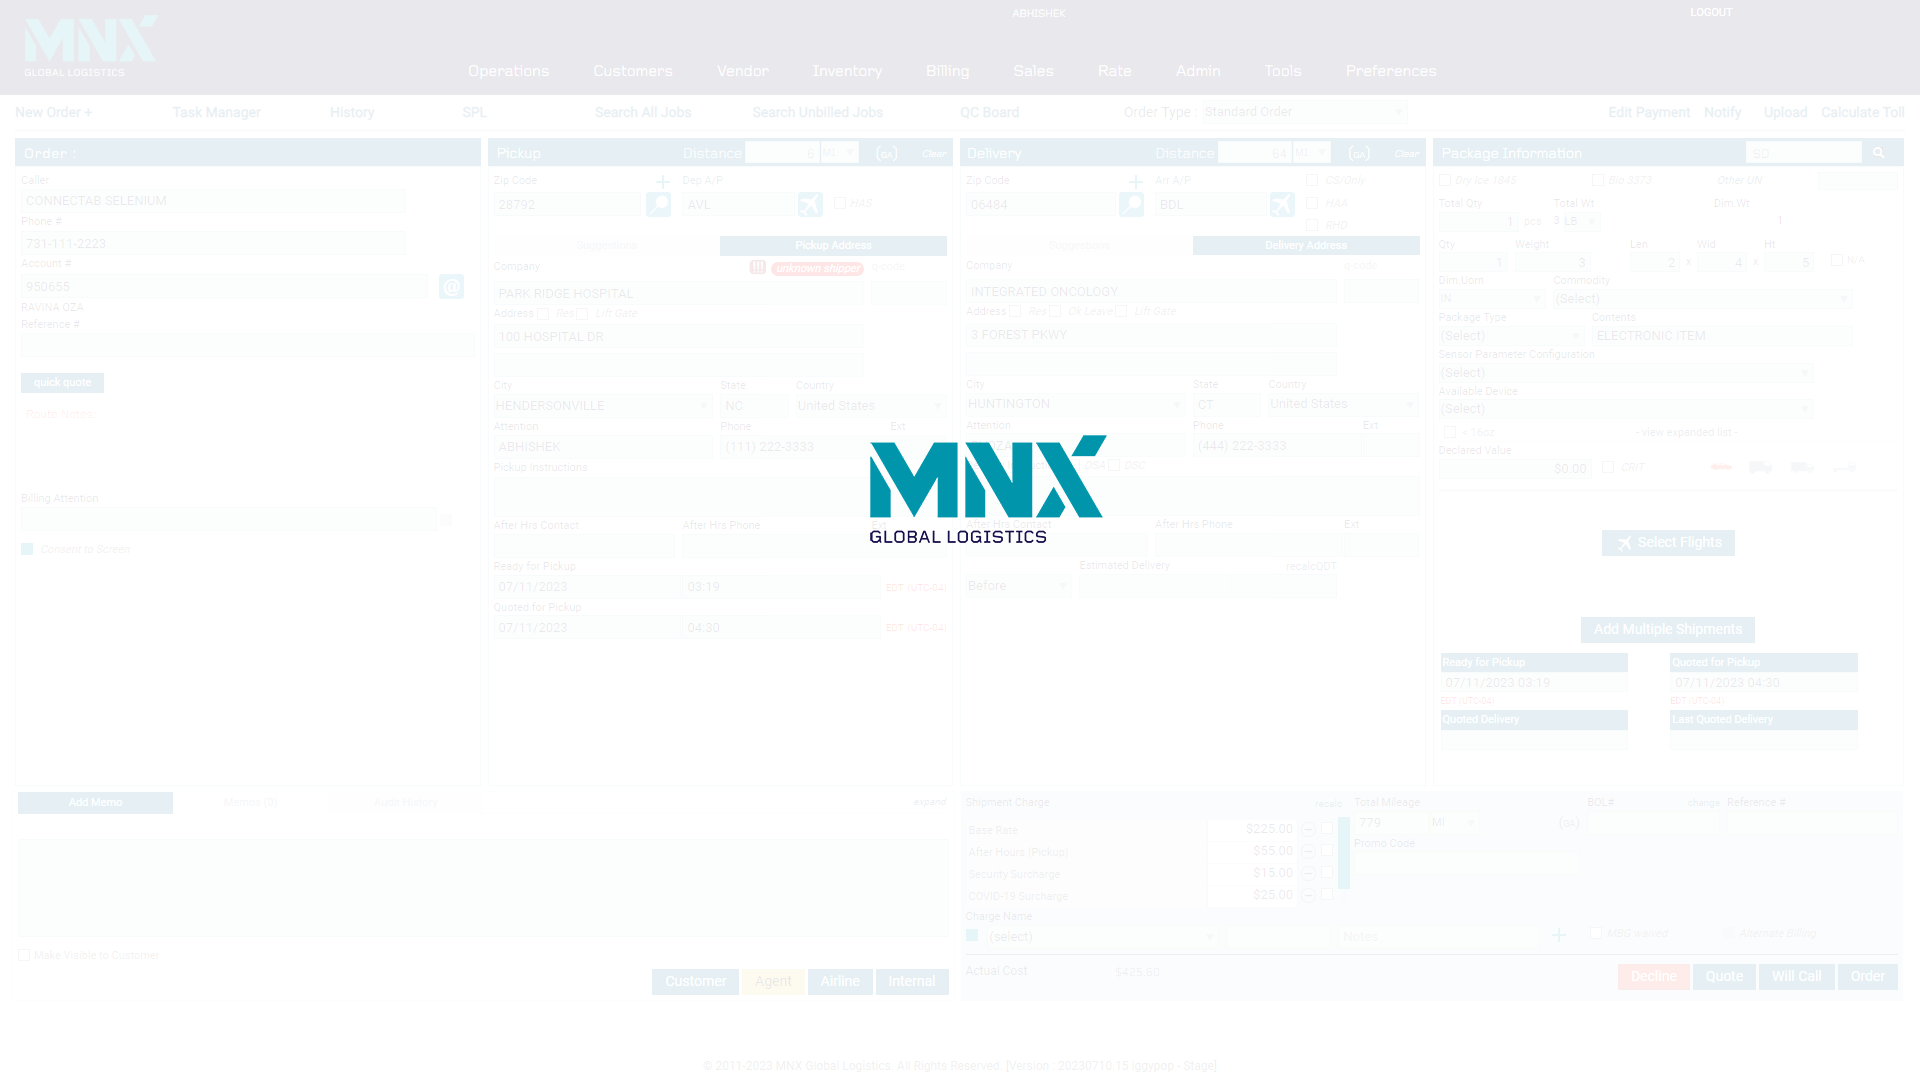 ABHISHEK LOGOUT
MNX
GLOBAL LOGISTICS
Operations Customers Vendor Inventory Billing Sales Rate Admin Tools Preferences
New Order + Task Manager History SPL Search All Jobs Search Unbilled Jobs QC Board Order Type : Standard Order Edit Payment Notify Upload Calculate Toll
Order :
Caller
CONNECTAB SELENIUM
Phone #
731-111-2223
Account #
950655 @
RAVINA OZA
Reference #
quick quote
Route Notes:
Billing Attention
Consent to Screen
Pickup Distance 6 MI (GA) Clear
Zip Code + Dep A/P
28792 AVL HAS
Suggestions Pickup Address
Company !!! unknown shipper q-code
PARK RIDGE HOSPITAL
Address Res Lift Gate
100 HOSPITAL DR
City State Country
HENDERSONVILLE NC United States
Attention Phone Ext
ABHISHEK (111) 222-3333
Pickup Instructions
After Hrs Contact After Hrs Phone Ext
Ready for Pickup
07/11/2023 03:19 EDT (UTC-04)
Quoted for Pickup
07/11/2023 04:30 EDT (UTC-04)
Delivery Distance 64 MI (GA) Clear
Zip Code + Arr A/P CS/Only
06484 BDL HAA
RHD
Suggestions Delivery Address
Company q-code
INTEGRATED ONCOLOGY
Address Res Ok Leave Lift Gate
3 FOREST PKWY
City State Country
HUNTINGTON CT United States
Attention Phone Ext
(444) 222-3333
DSC
After Hrs Contact After Hrs Phone Ext
Estimated Delivery recalcQDT
Before
Package Information SD
Dry Ice 1845 Bio 3373 Other UN
Total Qty Total Wt Dim Wt
1 pcs 3 LB 1
Qty Weight Len Wid Ht
1 3 2 x 4 x 5 N/A
Dim Uom Commodity
IN (Select)
Package Type Contents
(Select) ELECTRONIC ITEM
Sensor Parameter Configuration
(Select)
Available Device
(Select)
< 16oz - view expanded list -
Declared Value
$0.00 CRIT
Select Flights
Add Multiple Shipments
Ready for Pickup Quoted for Pickup
07/11/2023 03:19 07/11/2023 04:30
EDT (UTC-04) EDT (UTC-04)
Quoted Delivery Last Quoted Delivery
MNX
GLOBAL LOGISTICS
Add Memo Memos (0) Audit History expand
Make Visible to Customer
Customer Agent Airline Internal
Shipment Charge recalc Total Mileage BOL# charge Reference #
Base Rate $225.00 779 MI (GA)
After Hours (Pickup) $55.00 Promo Code
Security Surcharge $15.00
COVID-19 Surcharge $25.00
Charge Name
(select) Notes + MBG waived Alternate Billing
Actual Cost $425.60
Decline Quote Will Call Order
© 2011-2023 MNX Global Logistics. All Rights Reserved. [Version : 20230710.15.iggypop - Stage]